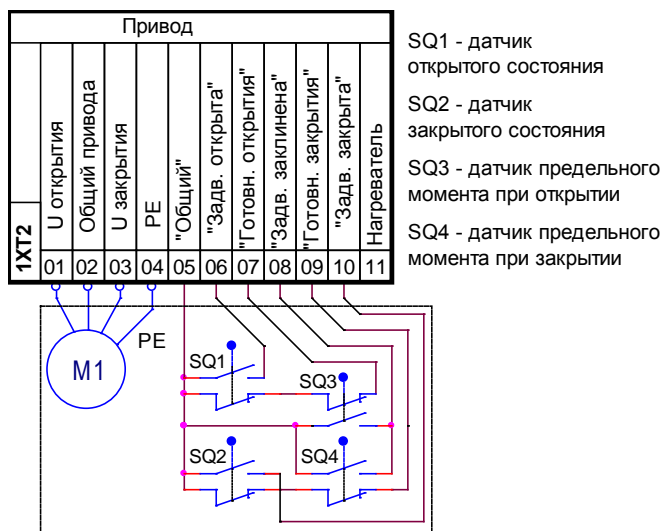 Привод
1XT2
U открытия
Общий привода
U закрытия
PE
"Общий"
"Задв. открыта"
"Готовн. открытия"
"Задв. заклинена"
"Готовн. закрытия"
"Задв. закрыта"
Нагреватель
01 02 03 04 05 06 07 08 09 10 11
SQ1 - датчик
открытого состояния
SQ2 - датчик
закрытого состояния
SQ3 - датчик предельного
момента при открытии
SQ4 - датчик предельного
момента при закрытии
PE
M1
SQ1
SQ3
SQ2
SQ4